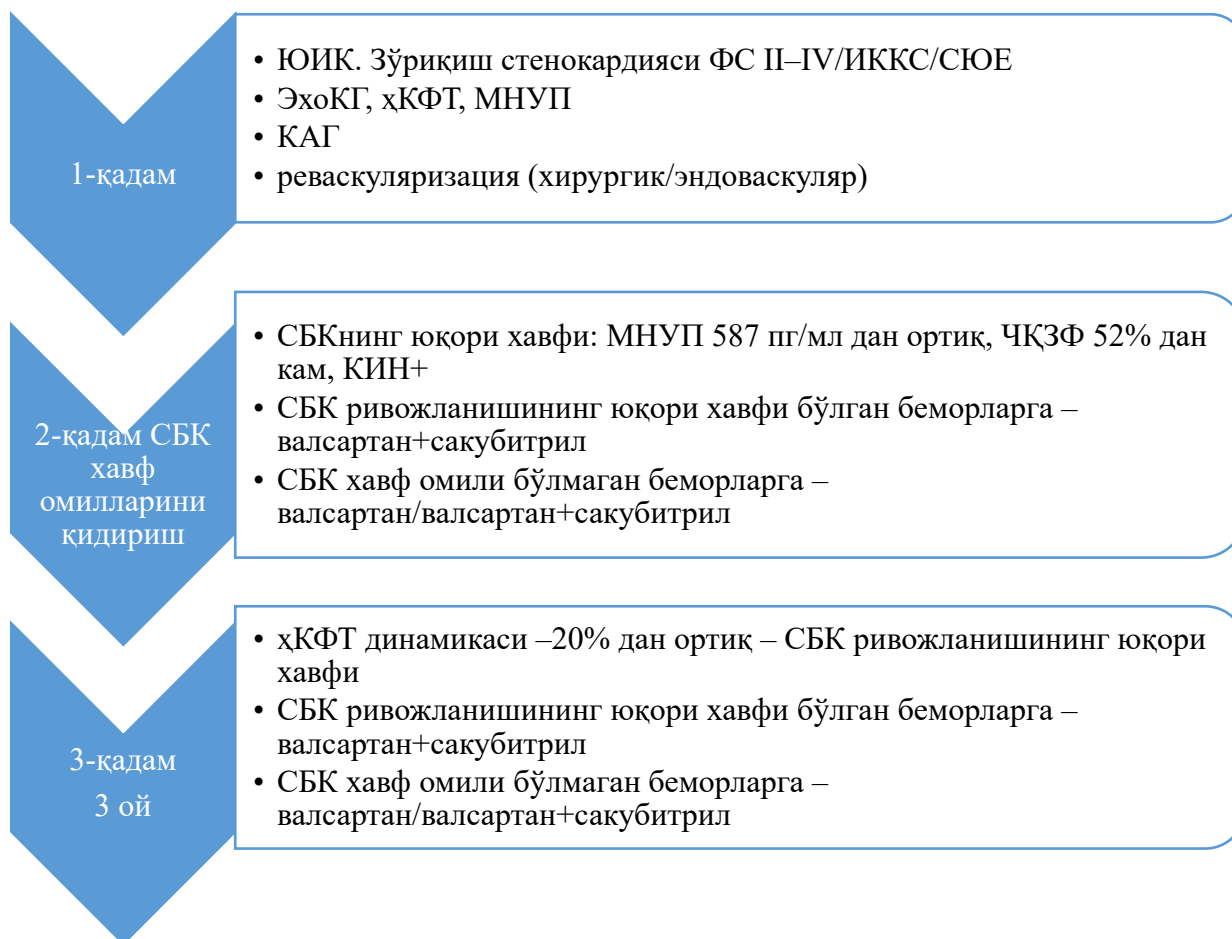 1-қадам
• ЮИК. Зўриқиш стенокардияси ФС II–IV/ИККС/СЮЕ
• ЭхоКГ, ҳКФТ, МНУП
• КАГ
• реваскуляризация (хирургик/эндоваскуляр)
2-қадам СБК
хавф
омилларини
қидириш
• СБКнинг юқори хавфи: МНУП 587 пг/мл дан ортиқ, ЧҚЗФ 52% дан
кам, КИН+
• СБК ривожланишининг юқори хавфи бўлган беморларга –
валсартан+сакубитрил
• СБК хавф омили бўлмаган беморларга –
валсартан/валсартан+сакубитрил
3-қадам
3 ой
• ҳКФТ динамикаси –20% дан ортиқ – СБК ривожланишининг юқори
хавфи
• СБК ривожланишининг юқори хавфи бўлган беморларга –
валсартан+сакубитрил
• СБК хавф омили бўлмаган беморларга –
валсартан/валсартан+сакубитрил